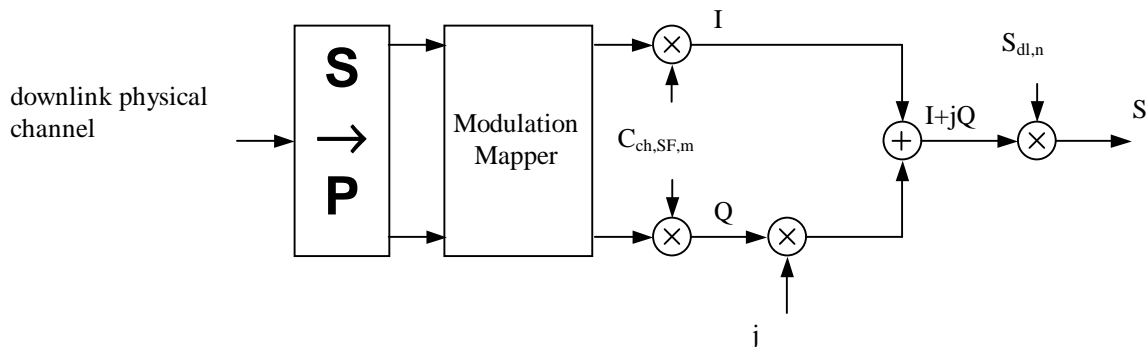 downlink physical
channel
S
→
P
Modulation
Mapper
I
C_ch,SF,m
Q
j
I+jQ
S_dl,n
S